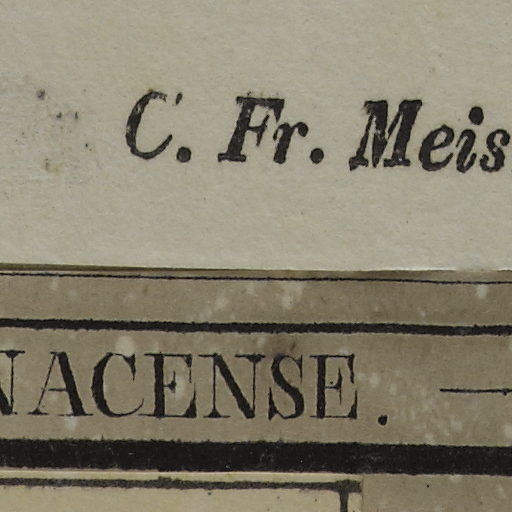 C. Fr. Meis
NACENSE. —